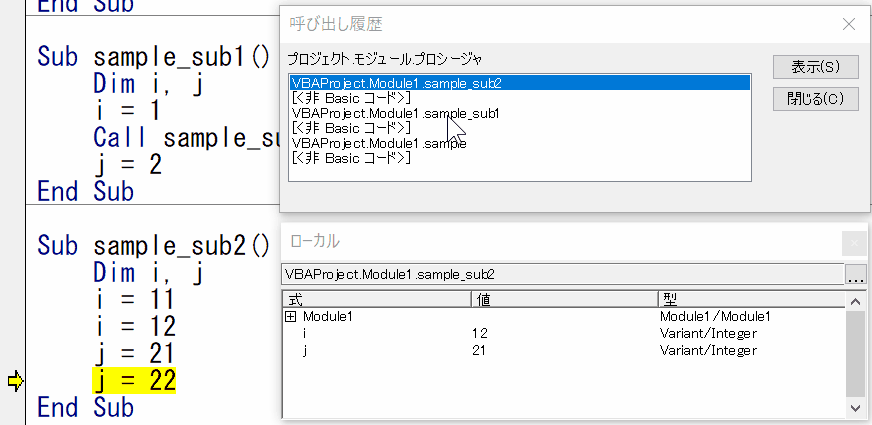 End Sub
Sub sample_sub1()
Dim i, j
i = 1
Call sample_su
j = 2
End Sub
Sub sample_sub2()
Dim i, j
i = 11
i = 12
j = 21
j = 22
End Sub
呼び出し履歴
プロジェクト.モジュール.プロシージャ
VBAProject.Module1.sample_sub2
[<非 Basic コード>]
VBAProject.Module1.sample_sub1
[<非 Basic コード>]
VBAProject.Module1.sample
[<非 Basic コード>]
表示(S)
閉じる(C)
ローカル
VBAProject.Module1.sample_sub2
...
式 値 型
Module1 Module1/Module1
i 12 Variant/Integer
j 21 Variant/Integer